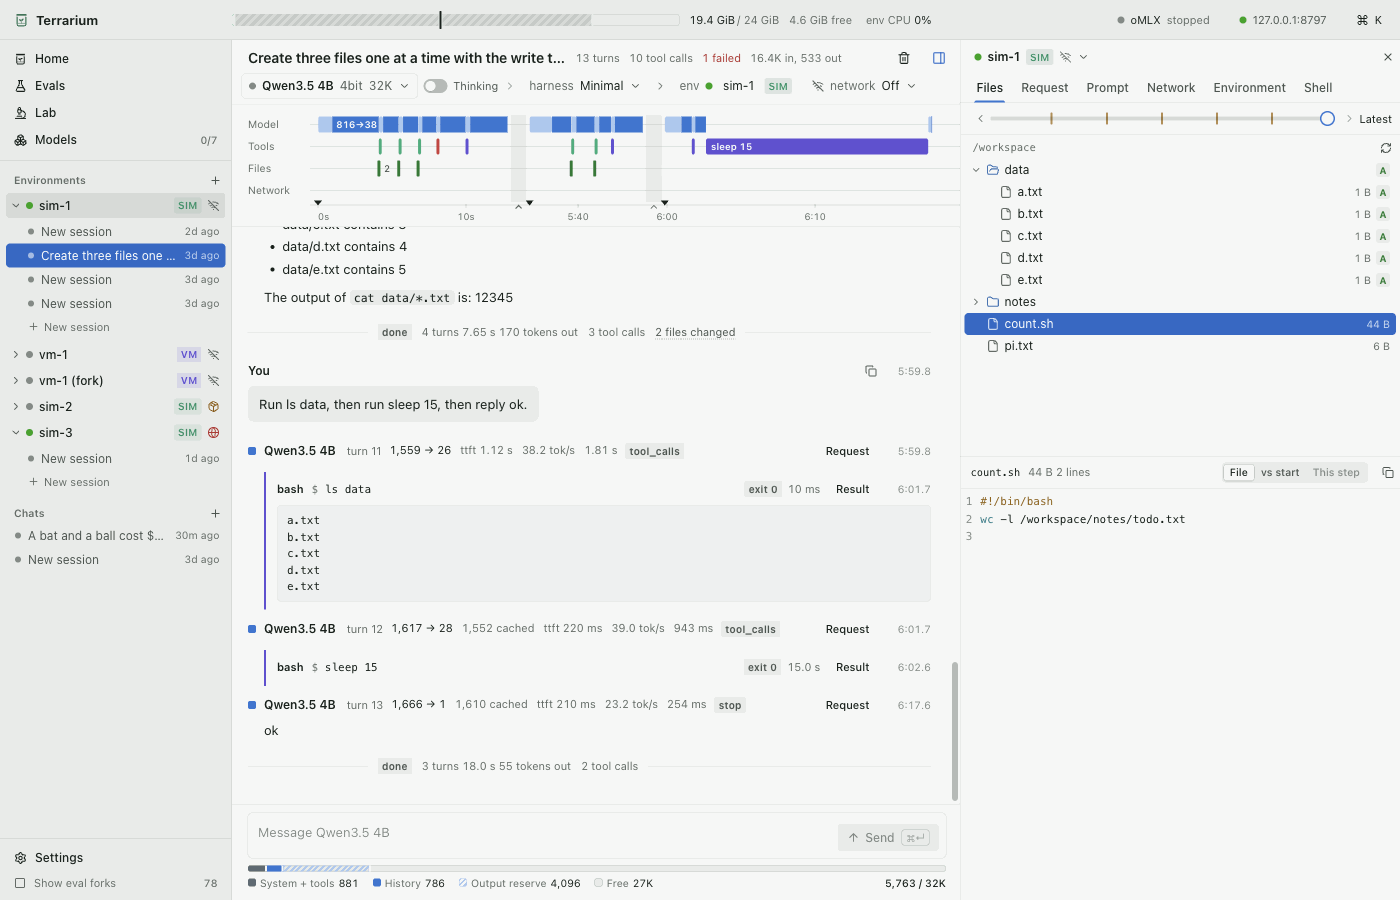 Terrarium
19.4 GiB / 24 GiB 4.6 GiB free env CPU 0%
oMLX stopped
127.0.0.1:8797
⌘ K
Home
Evals
Lab
Models 0/7
Environments +
sim-1 SIM
New session 2d ago
Create three files one ... 3d ago
New session 3d ago
New session 3d ago
+ New session
vm-1 VM
vm-1 (fork) VM
sim-2 SIM
sim-3 SIM
New session 1d ago
+ New session
Chats +
A bat and a ball cost $... 30m ago
New session 3d ago
Settings
Show eval forks 78
Create three files one at a time with the write t... 13 turns 10 tool calls 1 failed 16.4K in, 533 out
Qwen3.5 4B 4bit 32K Thinking harness Minimal env sim-1 SIM network Off
Model 816→38
Tools sleep 15
Files 2
Network
0s 10s 5:40 6:00 6:10
• data/d.txt contains 4
• data/e.txt contains 5
The output of cat data/*.txt is: 12345
done 4 turns 7.65 s 170 tokens out 3 tool calls 2 files changed
You 5:59.8
Run ls data, then run sleep 15, then reply ok.
Qwen3.5 4B turn 11 1,559 → 26 ttft 1.12 s 38.2 tok/s 1.81 s tool_calls Request 5:59.8
bash $ ls data exit 0 10 ms Result 6:01.7
a.txt
b.txt
c.txt
d.txt
e.txt
Qwen3.5 4B turn 12 1,617 → 28 1,552 cached ttft 220 ms 39.0 tok/s 943 ms tool_calls Request 6:01.7
bash $ sleep 15 exit 0 15.0 s Result 6:02.6
Qwen3.5 4B turn 13 1,666 → 1 1,610 cached ttft 210 ms 23.2 tok/s 254 ms stop Request 6:17.6
ok
done 3 turns 18.0 s 55 tokens out 2 tool calls
Message Qwen3.5 4B
Send ⌘↵
System + tools 881 History 786 Output reserve 4,096 Free 27K 5,763 / 32K
sim-1 SIM
Files Request Prompt Network Environment Shell
Latest
/workspace
data A
a.txt 1 B A
b.txt 1 B A
c.txt 1 B A
d.txt 1 B A
e.txt 1 B A
notes
count.sh 44 B
pi.txt 6 B
count.sh 44 B 2 lines File vs start This step
1 #!/bin/bash
2 wc -l /workspace/notes/todo.txt
3